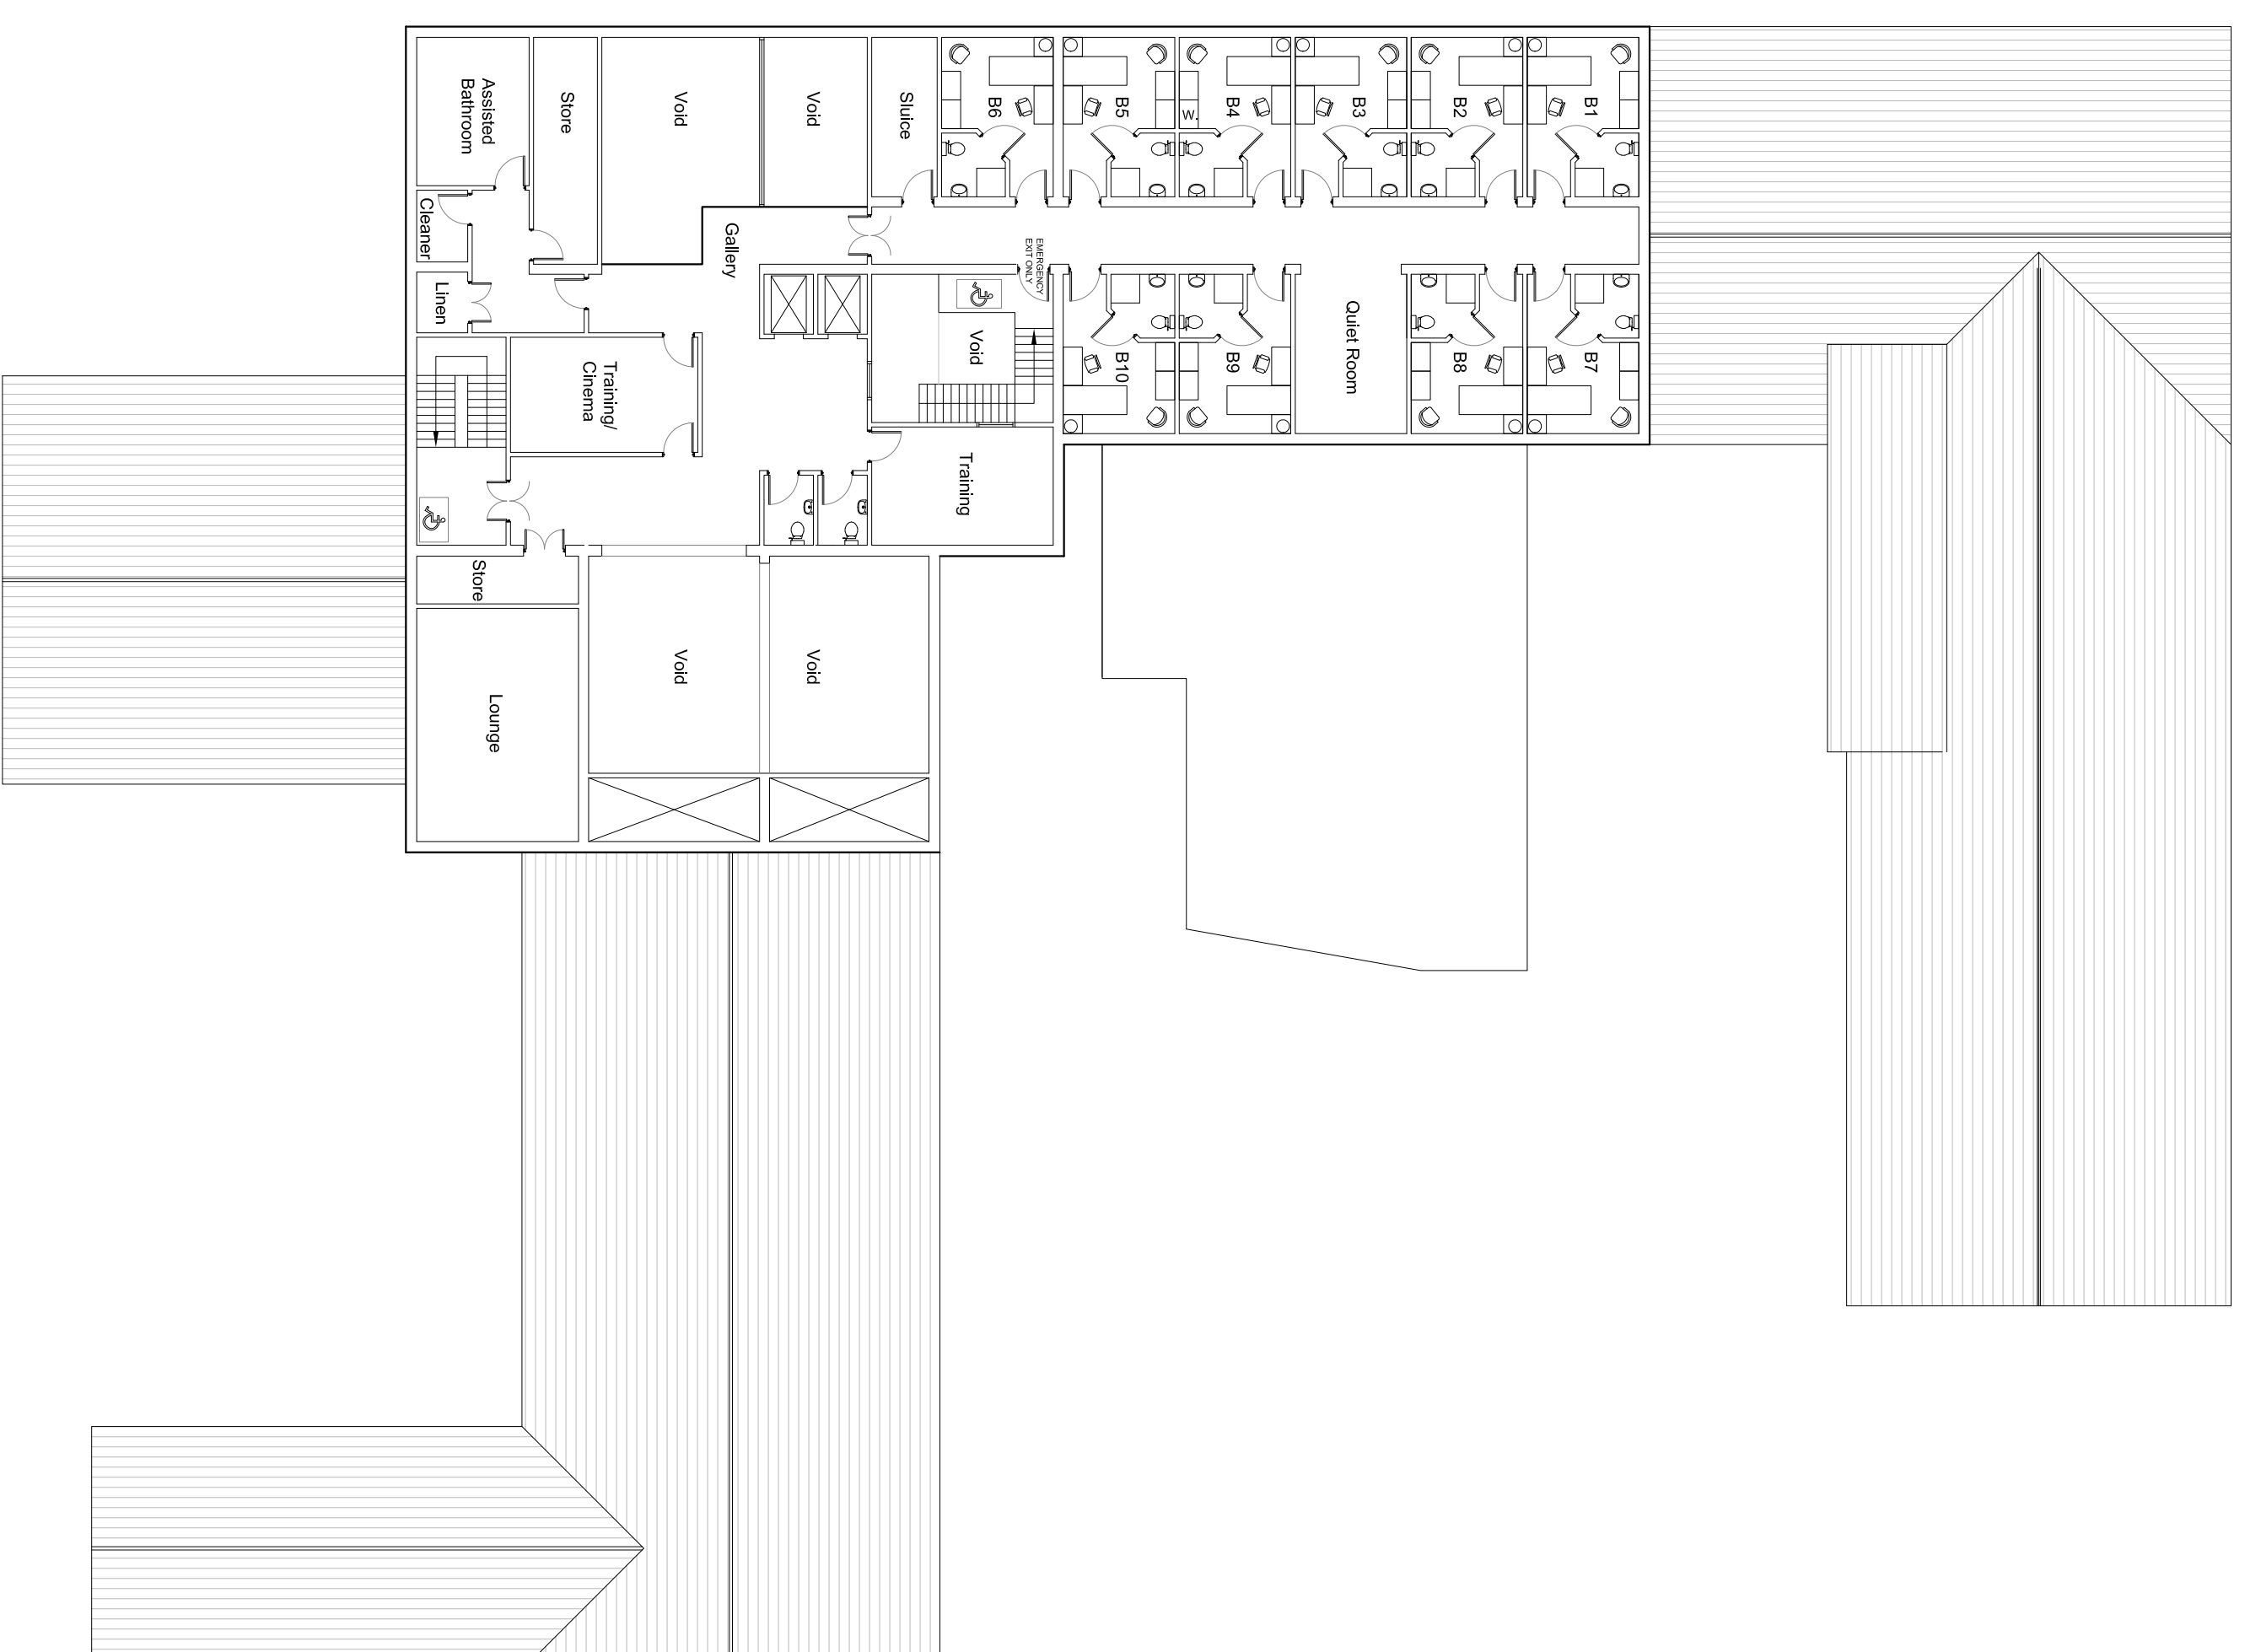 Assisted
Bathroom
Store
Void
Void
Sluice
B6
B5
B4
W.
B3
B2
B1
Cleaner
Gallery
EMERGENCY
EXIT ONLY
Linen
Training/
Cinema
Void
B10
B9
Quiet Room
B8
B7
Training
Store
Lounge
Void
Void